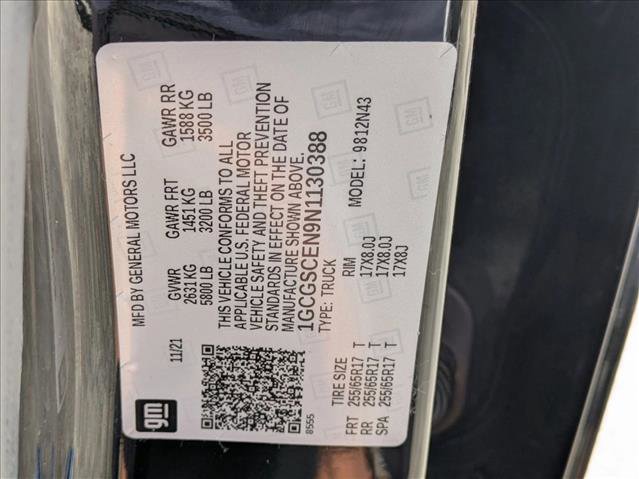 gm
MFD BY GENERAL MOTORS LLC
11/21
GVWR GAWR FRT GAWR RR
2631 KG 1451 KG 1588 KG
5800 LB 3200 LB 3500 LB
THIS VEHICLE CONFORMS TO ALL
APPLICABLE U.S. FEDERAL MOTOR
VEHICLE SAFETY AND THEFT PREVENTION
STANDARDS IN EFFECT ON THE DATE OF
MANUFACTURE SHOWN ABOVE.
1GCGSCEN9N1130388
TYPE: TRUCK MODEL: 9812N43
8555
TIRE SIZE RIM
FRT 255/65R17 T 17X8.0J
RR 255/65R17 T 17X8.0J
SPA 255/65R17 T 17X8J